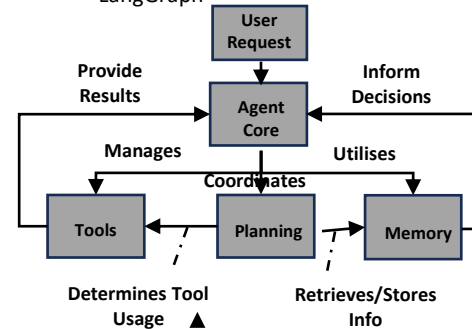 LangGraph
User
Request
Provide
Results
Inform
Decisions
Agent
Core
Manages
Utilises
Coordinates
Tools
Planning
Memory
Determines Tool
Usage
Retrieves/Stores
Info